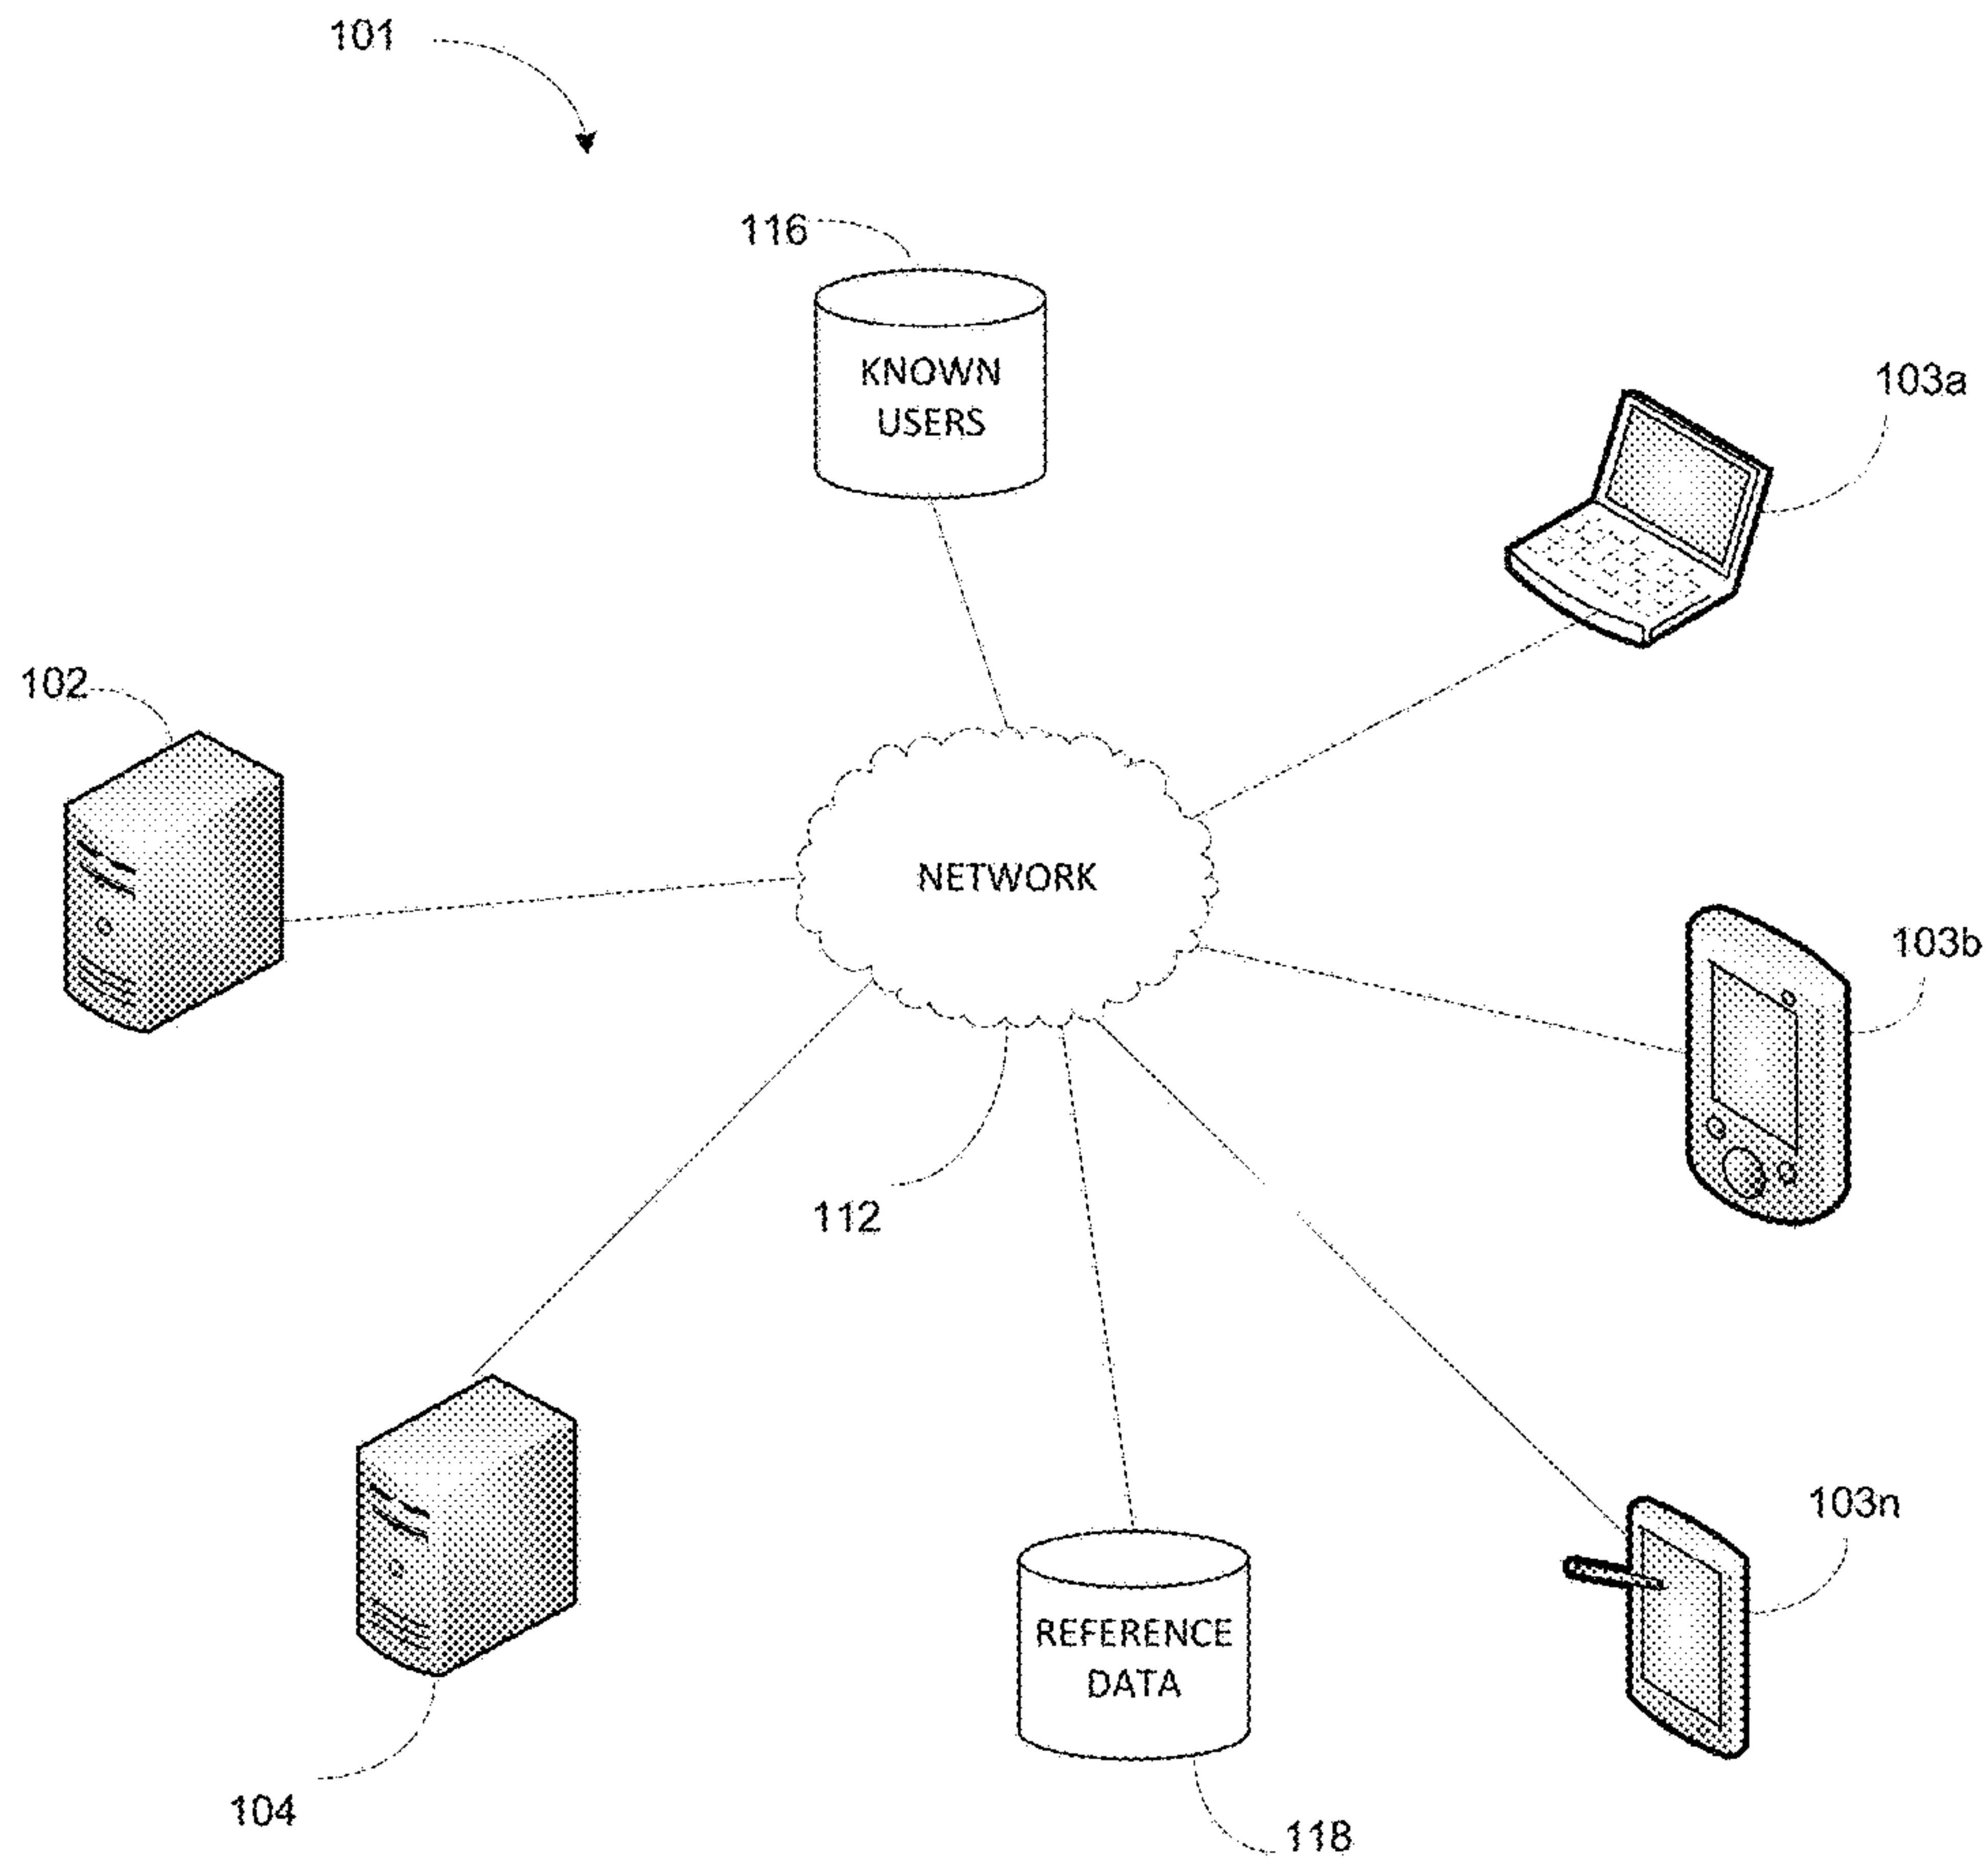 101
116
KNOWN
USERS
103a
102
NETWORK
103b
112
103n
REFERENCE
DATA
104
118